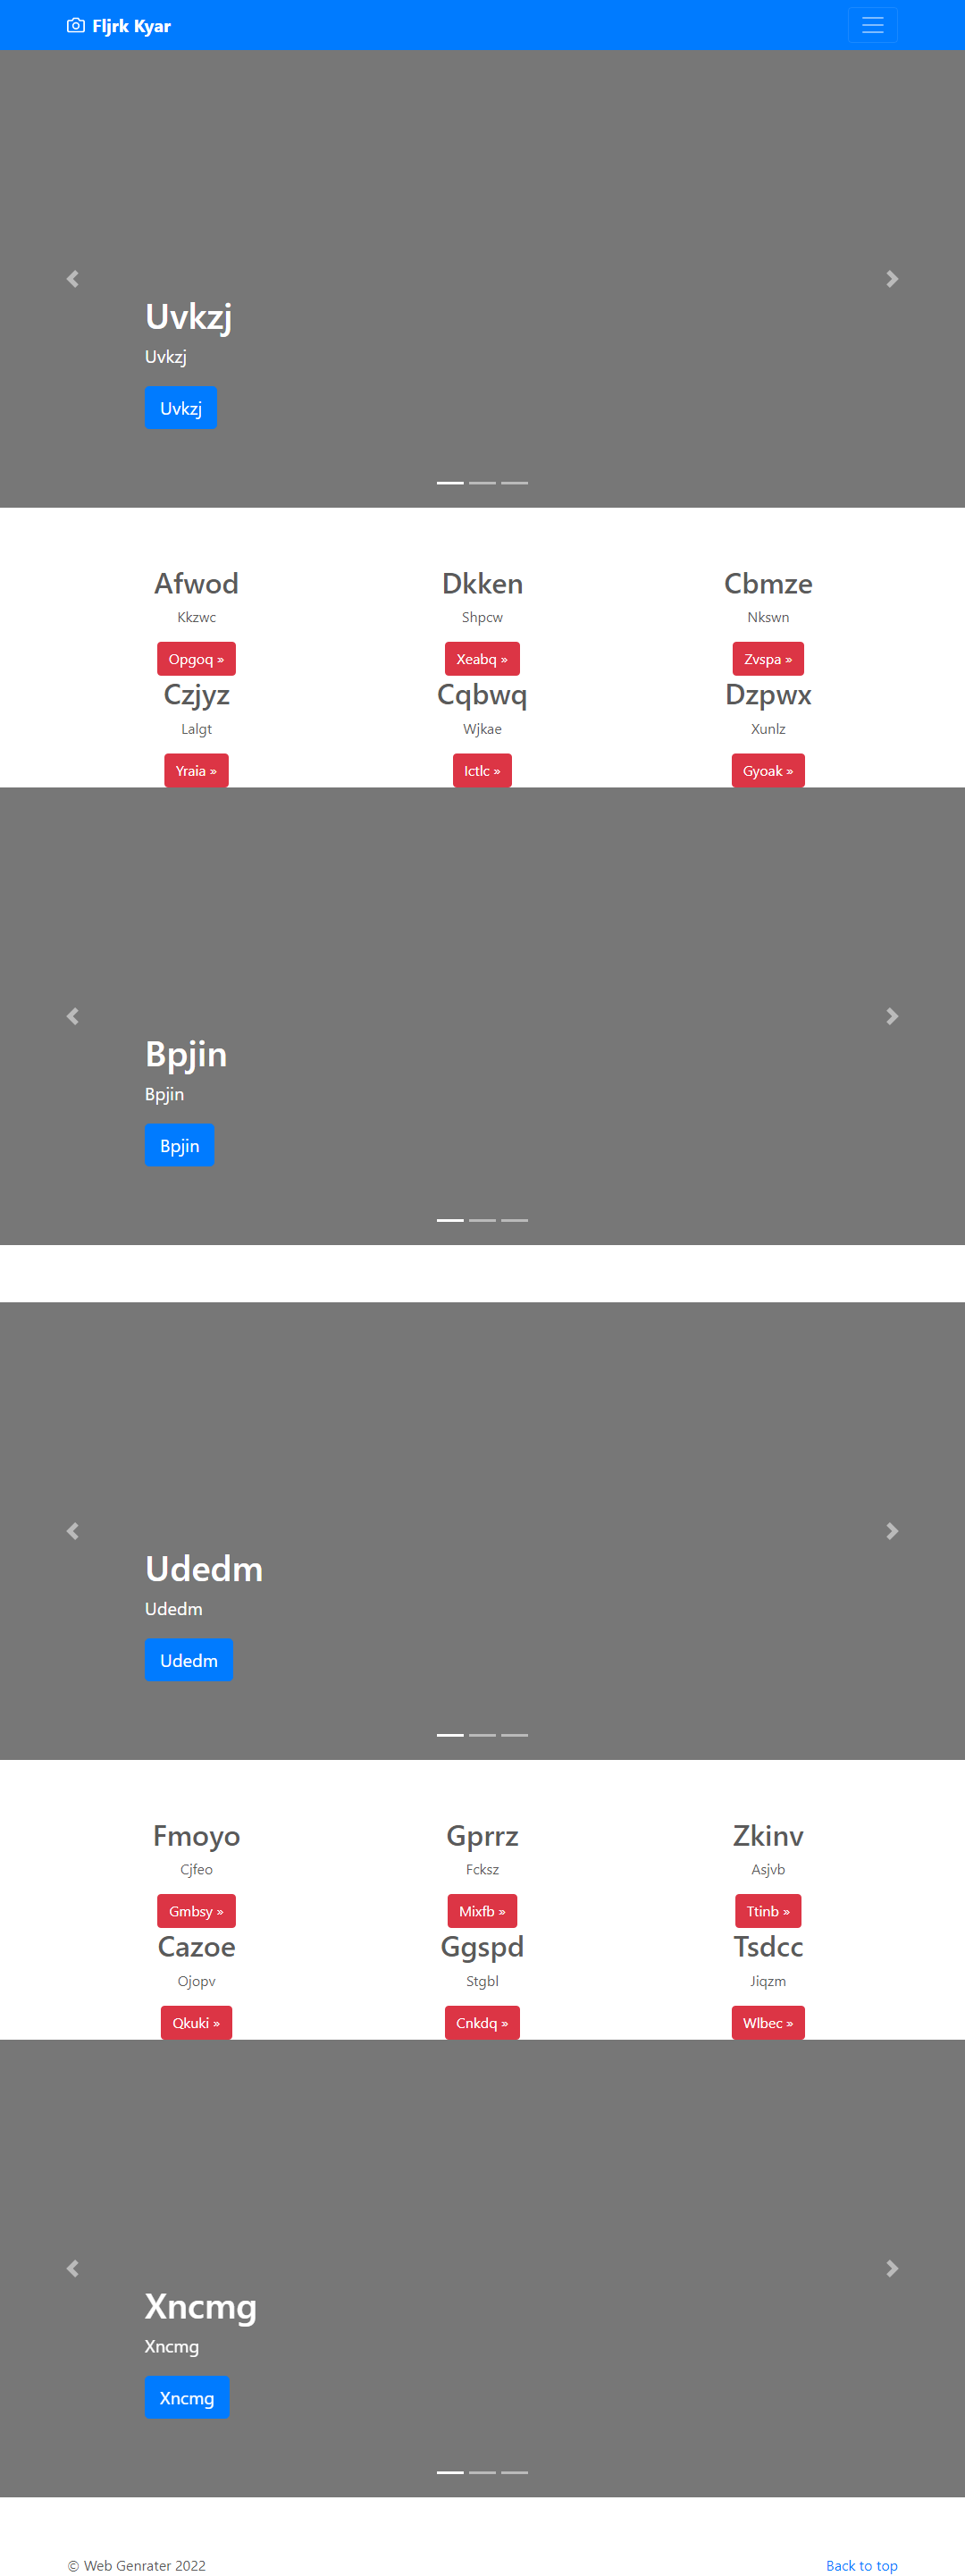 Fljrk Kyar
Uvkzj
Uvkzj
Uvkzj
Afwod Dkken Cbmze
Kkzwc Shpcw Nkswn
Opgoq » Xeabq » Zvspa »
Czjyz Cqbwq Dzpwx
Lalgt Wjkae Xunlz
Yraia » Ictlc » Gyoak »
Bpjin
Bpjin
Bpjin
Udedm
Udedm
Udedm
Fmoyo Gprrz Zkinv
Cjfeo Fcksz Asjvb
Gmbsy » Mixfb » Ttinb »
Cazoe Ggspd Tsdcc
Ojopv Stgbl Jiqzm
Qkuki » Cnkdq » Wlbec »
Xncmg
Xncmg
Xncmg
© Web Genrater 2022 Back to top